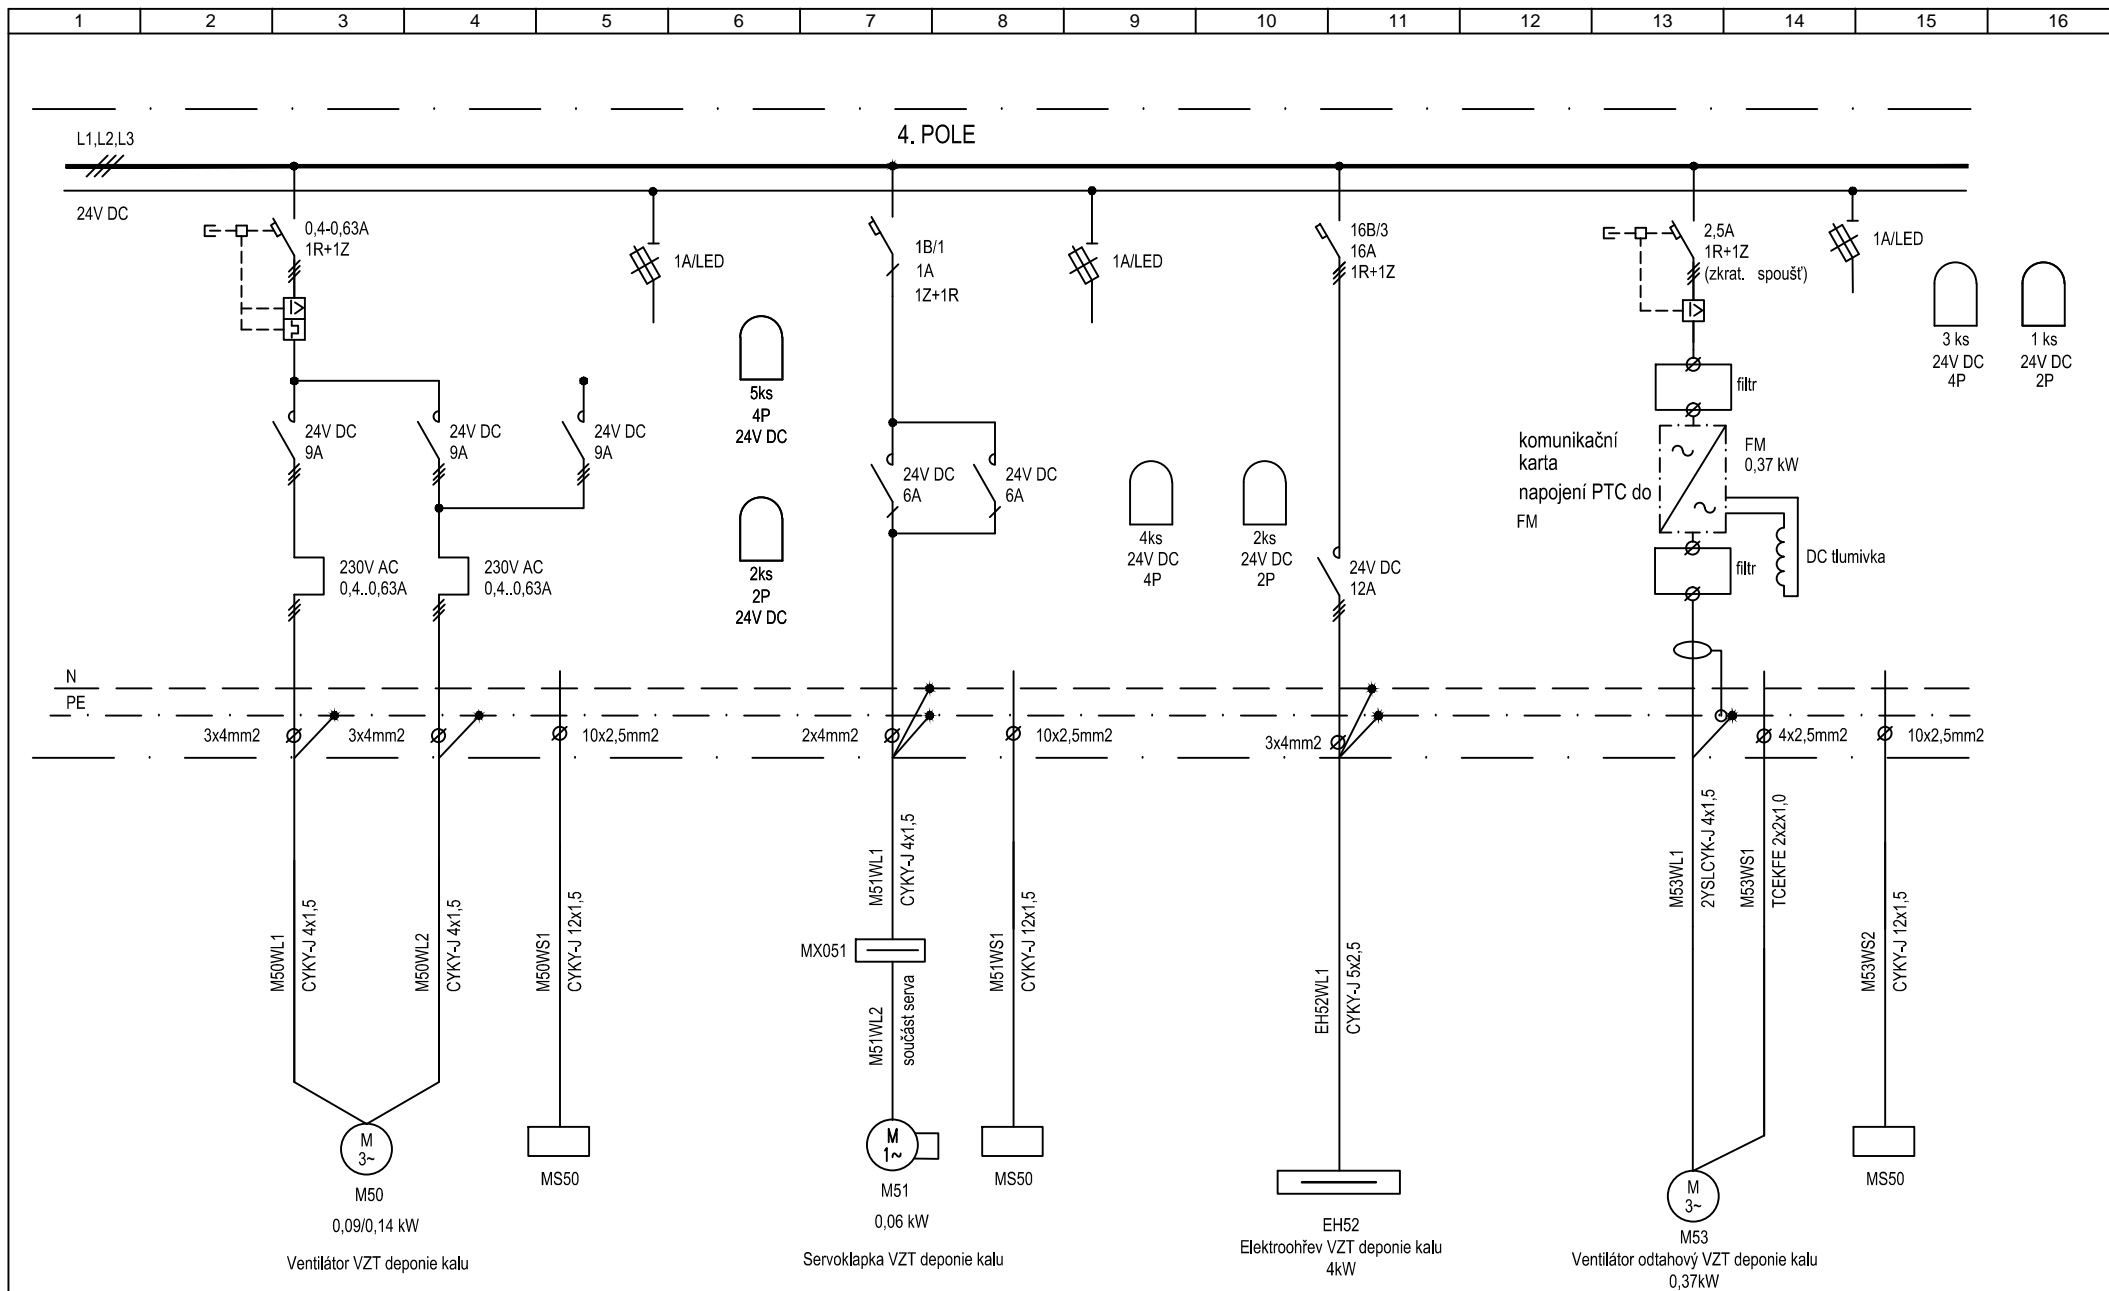 1 2 3 4 5 6 7 8 9 10 11 12 13 14 15 16
4. POLE
L1,L2,L3
24V DC
0,4-0,63A
1R+1Z
1A/LED
1B/1
1A
1Z+1R
1A/LED
16B/3
16A
1R+1Z
2,5A
1R+1Z
(zkrat. spoušť)
1A/LED
3 ks
24V DC
4P
1 ks
24V DC
2P
5ks
4P
24V DC
filtr
24V DC
9A
24V DC
9A
24V DC
9A
24V DC
6A
24V DC
6A
komunikační
karta
napojení PTC do
FM
FM
0,37 kW
2ks
2P
24V DC
4ks
24V DC
4P
2ks
24V DC
2P
230V AC
0,4..0,63A
230V AC
0,4..0,63A
24V DC
12A
filtr
DC tlumivka
N
PE
3x4mm2
3x4mm2
10x2,5mm2
2x4mm2
10x2,5mm2
3x4mm2
4x2,5mm2
10x2,5mm2
M50WL1
CYKY-J 4x1,5
M50WL2
CYKY-J 4x1,5
M50WS1
CYKY-J 12x1,5
M51WL1
CYKY-J 4x1,5
MX051
M51WL2
součást serva
M51WS1
CYKY-J 12x1,5
EH52WL1
CYKY-J 5x2,5
M53WL1
2YSLCYK-J 4x1,5
M53WS1
TCEKFE 2x2x1,0
M53WS2
CYKY-J 12x1,5
M
3~
M50
0,09/0,14 kW
Ventilátor VZT deponie kalu
MS50
M
1~
M51
0,06 kW
Servoklapka VZT deponie kalu
MS50
EH52
Elektroohřev VZT deponie kalu
4kW
M
3~
M53
Ventilátor odtahový VZT deponie kalu
0,37kW
MS50